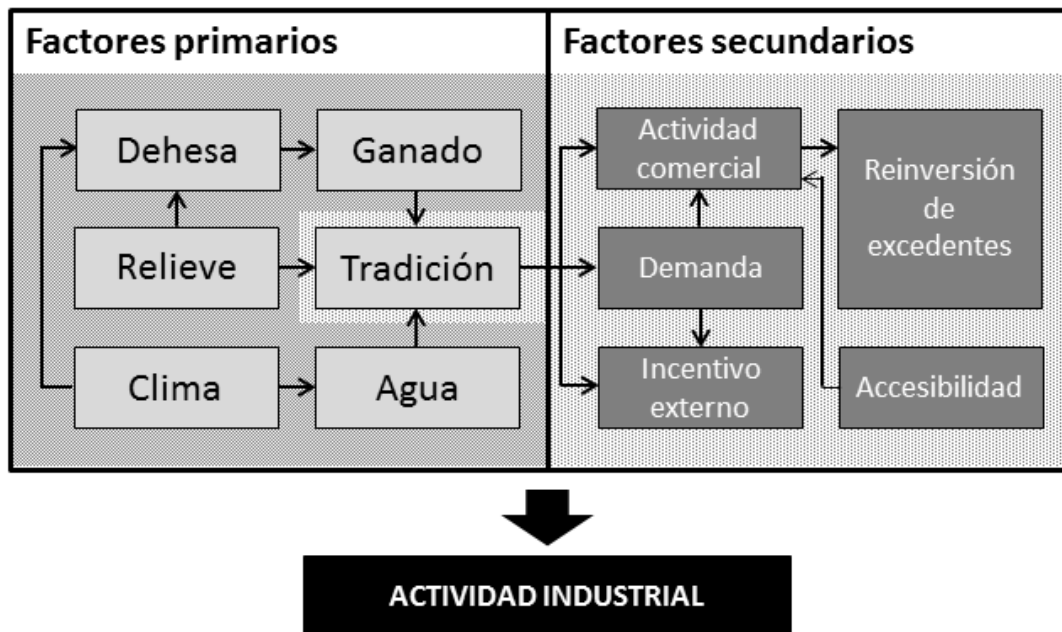 Factores primarios
Dehesa
Ganado
Relieve
Tradición
Clima
Agua
Factores secundarios
Actividad
comercial
Reinversión
de
excedentes
Demanda
Incentivo
externo
Accesibilidad
ACTIVIDAD INDUSTRIAL